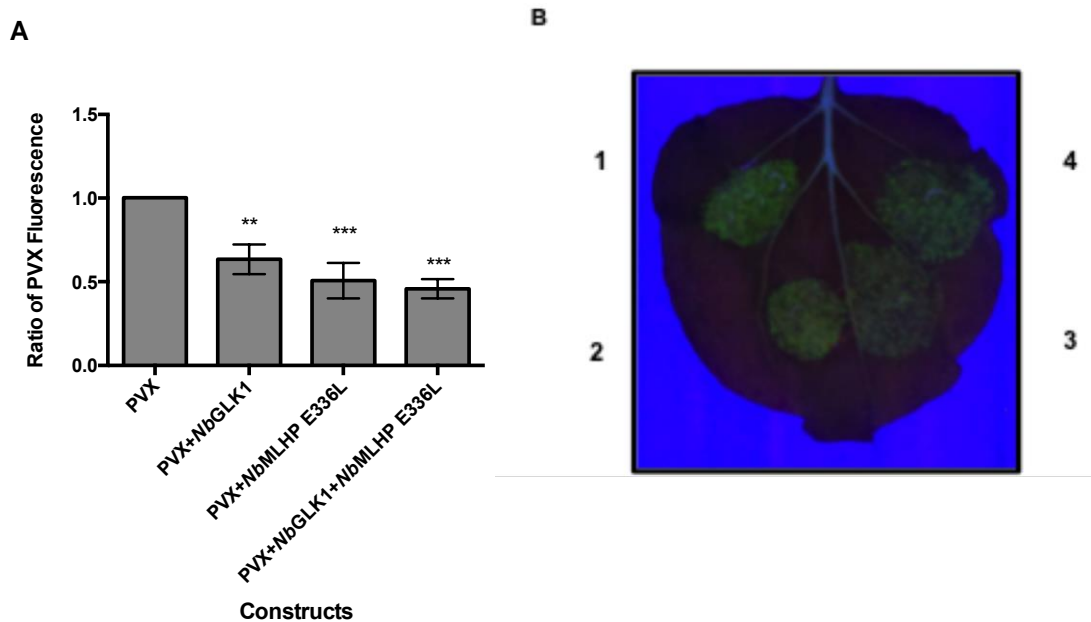 A
B
Ratio of PVX Fluorescence
1.5
1.0
0.5
0.0
**
***
***
PVX
PVX+NbGLK1
PVX+NbMLHP E336L
PVX+NbGLK1+NbMLHP E336L
Constructs
1
4
2
3